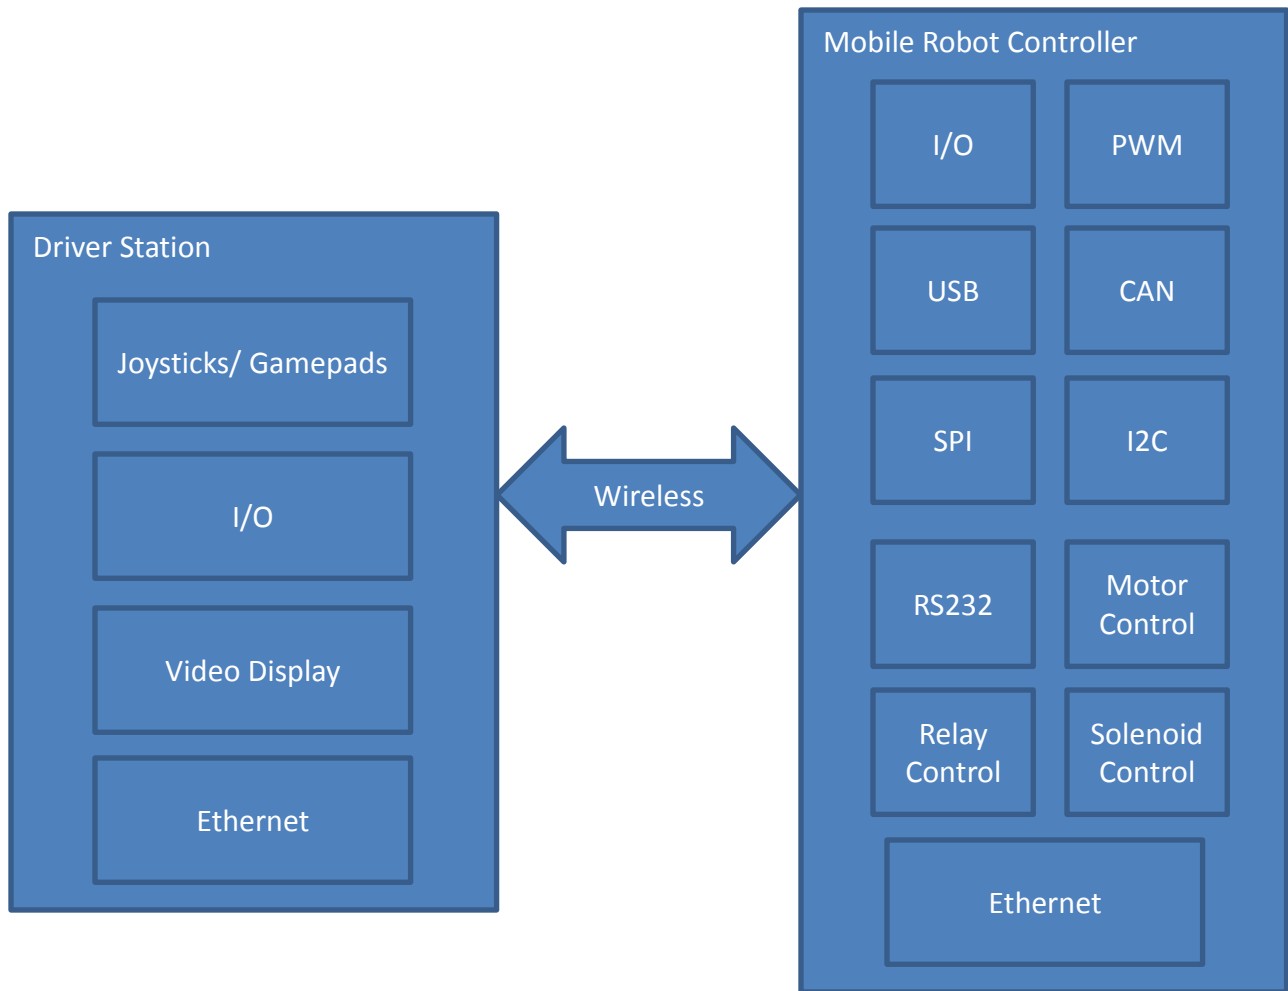 Driver Station
Joysticks/ Gamepads
I/O
Video Display
Ethernet
Wireless
Mobile Robot Controller
I/O
PWM
USB
CAN
SPI
I2C
RS232
Motor
Control
Relay
Control
Solenoid
Control
Ethernet